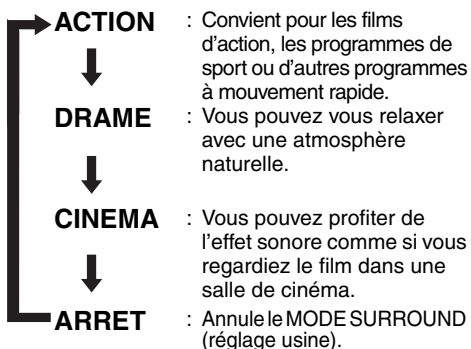 ACTION : Convient pour les films
d'action, les programmes de
sport ou d'autres programmes
à mouvement rapide.
DRAME : Vous pouvez vous relaxer
avec une atmosphère
naturelle.
CINEMA : Vous pouvez profiter de
l'effet sonore comme si vous
regardiez le film dans une
salle de cinéma.
ARRET : Annule le MODE SURROUND
(réglage usine).